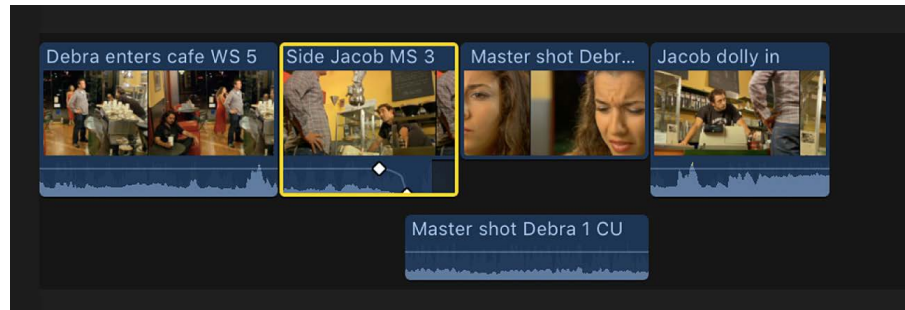 Debra enters cafe WS 5
Side Jacob MS 3
Master shot Debr...
Jacob dolly in
Master shot Debra 1 CU